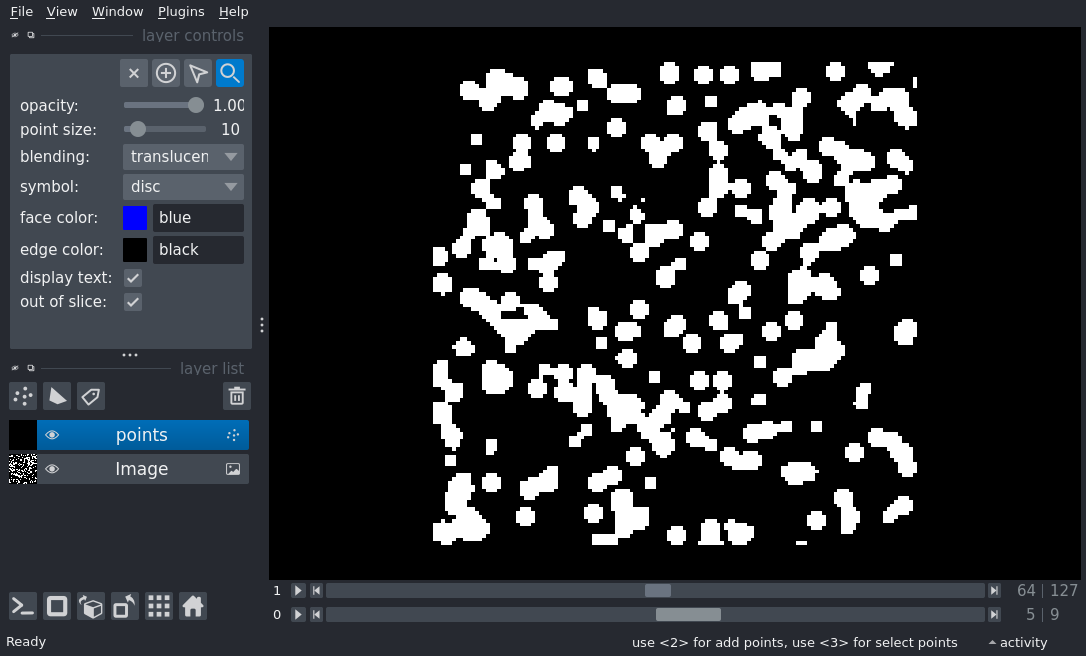 File View Window Plugins Help
layer controls
opacity: 1.00
point size: 10
blending: translucen
symbol: disc
face color: blue
edge color: black
display text:
out of slice:
layer list
points
Image
1 64 | 127
0 5 | 9
Ready use <2> for add points, use <3> for select points activity